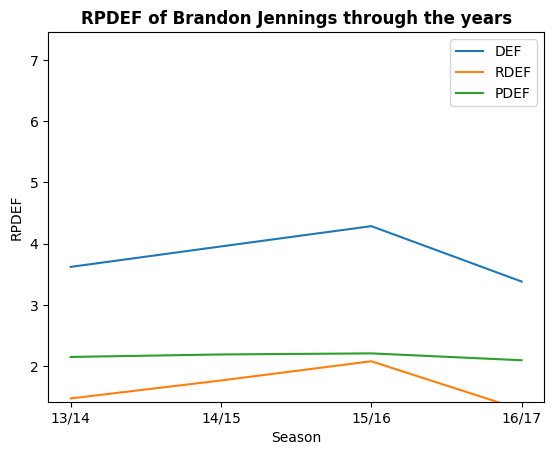 RPDEF of Brandon Jennings through the years
DEF
RDEF
PDEF
7
6
5
4
3
2
RPDEF
13/14
14/15
15/16
16/17
Season